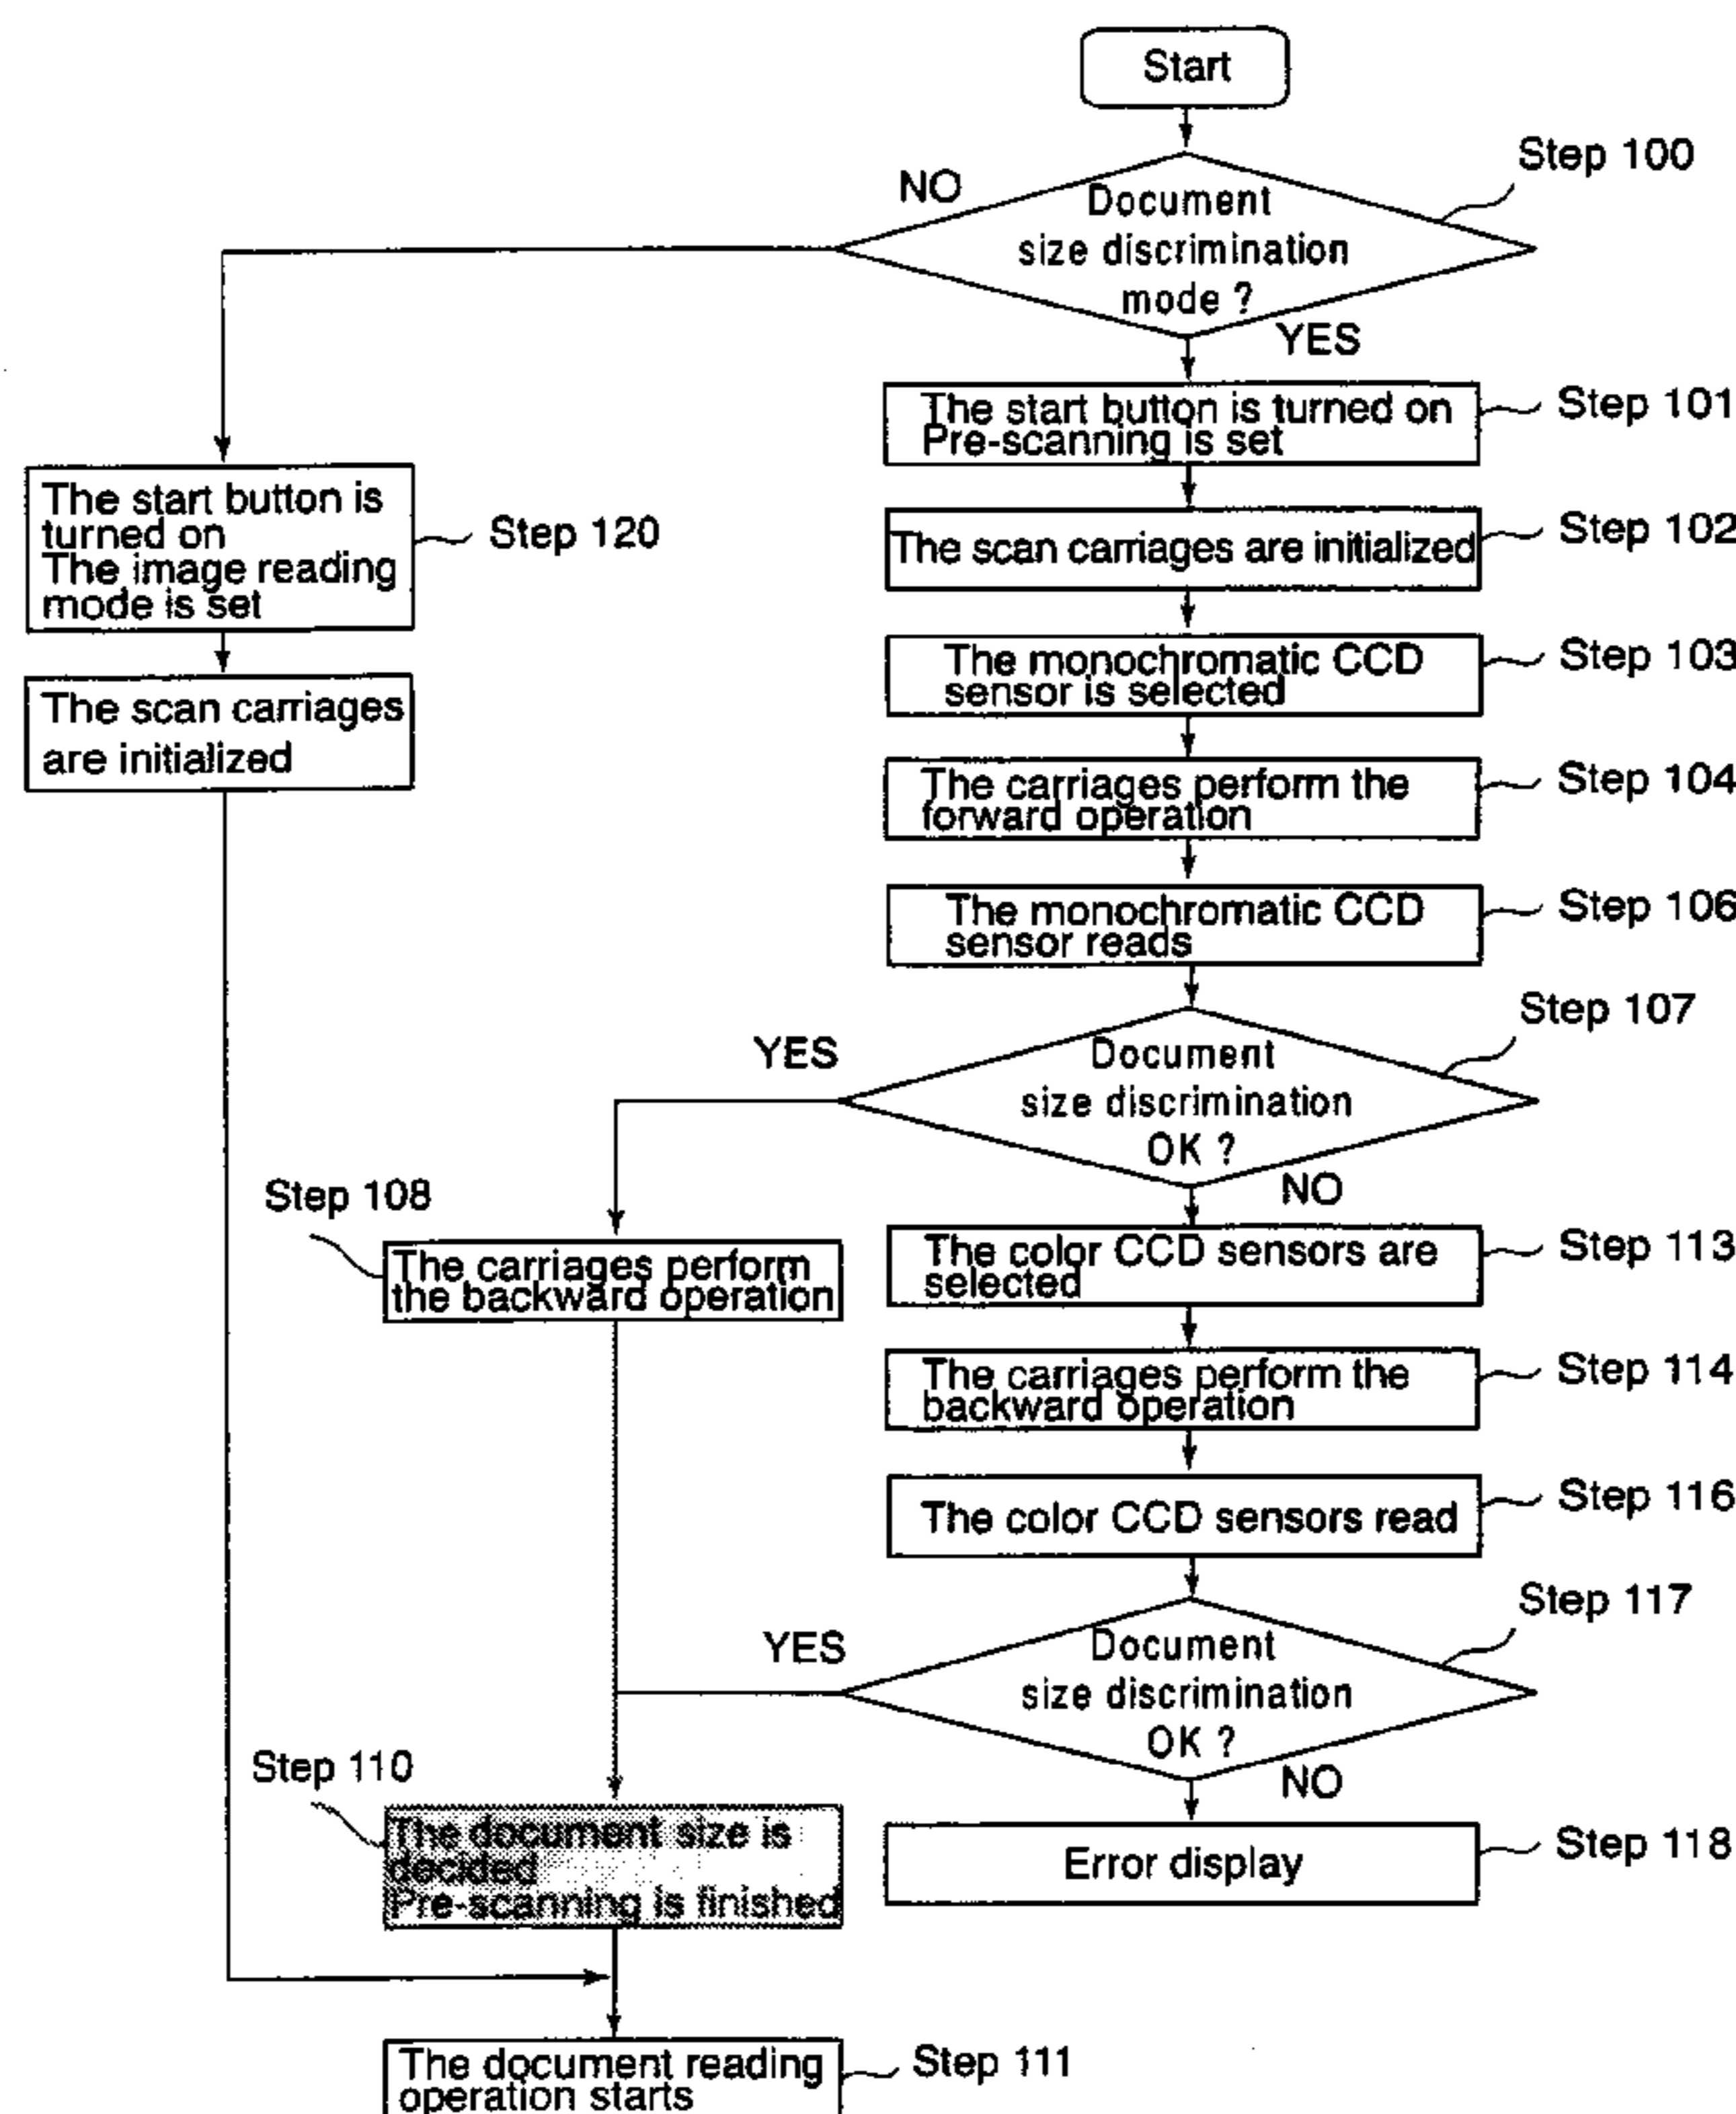 Start
Step 100
NO
Document
size discrimination
mode ?
YES
The start button is turned on
Pre-scanning is set
Step 101
The start button is
turned on
The image reading
mode is set
Step 120
The scan carriages are initialized
Step 102
The monochromatic CCD
sensor is selected
Step 103
The scan carriages
are initialized
The carriages perform the
forward operation
Step 104
The monochromatic CCD
sensor reads
Step 106
Step 107
YES
Document
size discrimination
OK ?
NO
Step 108
The carriages perform
the backward operation
The color CCD sensors are
selected
Step 113
The carriages perform the
backward operation
Step 114
The color CCD sensors read
Step 116
Step 117
YES
Document
size discrimination
OK ?
NO
Step 110
The document size is
decided
Pre-scanning is finished
Error display
Step 118
The document reading
operation starts
Step 111